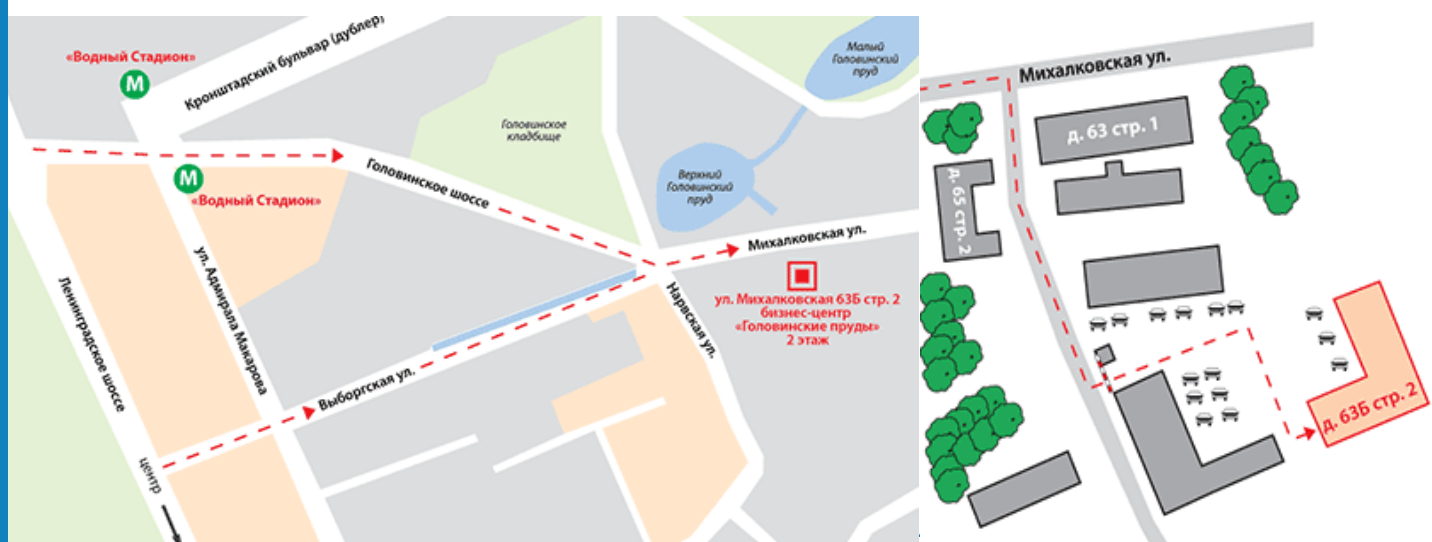 «Водный Стадион»
М
Кронштадский бульвар (дублер)
Малый
Головинский
пруд
Головинское
кладбище
М
«Водный Стадион»
Головинское шоссе
Верхний
Головинский
пруд
Михалковская ул.
ул. Михалковская 63Б стр. 2
бизнес-центр
«Головинские пруды»
2 этаж
Ленинградское шоссе
ул. Адмирала Макарова
Нарвская ул.
Выборгская ул.
центр
Михалковская ул.
д. 63 стр. 1
д. 65 стр. 2
д. 63Б стр. 2